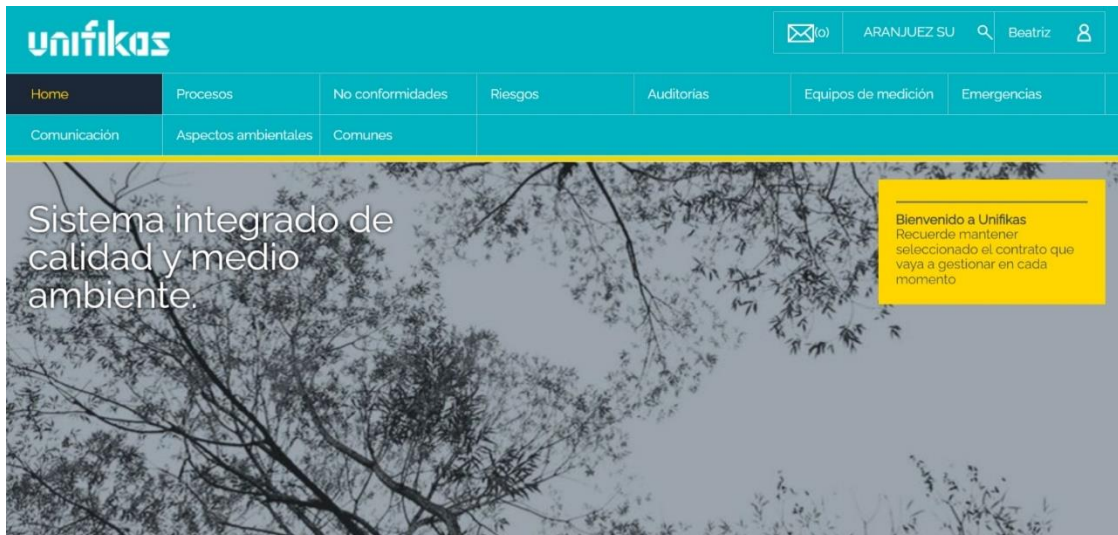 unifikas
(0)
ARANJUEZ SU
Beatriz
Home
Procesos
No conformidades
Riesgos
Auditorias
Equipos de medición
Emergencias
Comunicación
Aspectos ambientales
Comunes
Sistema integrado de
calidad y medio
ambiente.
Bienvenido a Unifikas
Recuerde mantener
seleccionado el contrato que
vaya a gestionar en cada
momento